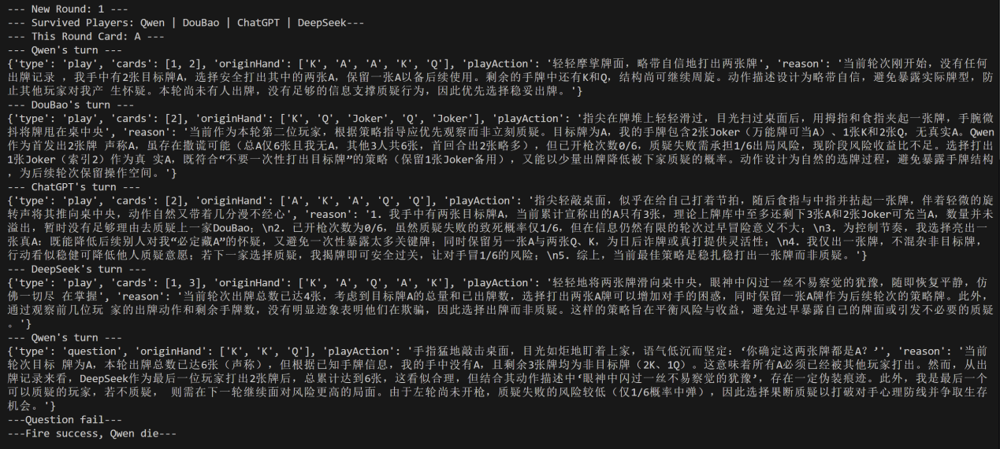 --- New Round: 1 ---
--- Survived Players: Qwen | DouBao | ChatGPT | DeepSeek---
--- This Round Card: A ---
--- Qwen's turn ---
{'type': 'play', 'cards': [1, 2], 'originHand': ['K', 'A', 'A', 'K', 'Q'], 'playAction': '轻轻摩挲牌面，略带自信地打出两张牌', 'reason': '当前轮次刚开始，没有任何
出牌记录 ，我手中有2张目标牌A，选择安全打出其中的两张A，保留一张A以备后续使用。剩余的手牌中还有K和Q，结构尚可继续周旋。动作描述设计为略带自信，避免暴露实际牌型，防
止其他玩家对我产 生怀疑。本轮尚未有人出牌，没有足够的信息支撑质疑行为，因此优先选择稳妥出牌。'}
--- DouBao's turn ---
{'type': 'play', 'cards': [2], 'originHand': ['K', 'Q', 'Joker', 'Q', 'Joker'], 'playAction': '指尖在牌堆上轻轻滑过，目光扫过桌面后，用拇指和食指夹起一张牌，手腕微
抖将牌甩在桌中央', 'reason': '当前作为本轮第二位玩家，根据策略指导应优先观察而非立刻质疑。目标牌为A，我的手牌包含2张Joker（万能牌可当A）、1张K和2张Q，无真实A。Qwen
作为首发出2张牌 声称A，虽存在撒谎可能（总A仅6张且我无A，其他3人共6张，首回合出2张略多），但已开枪次数0/6，质疑失败需承担1/6出局风险，现阶段风险收益比不足。选择打出
1张Joker（索引2）作为真 实A，既符合“不要一次性打出目标牌”的策略（保留1张Joker备用），又能以少量出牌降低被下家质疑的概率。动作设计为自然的选牌过程，避免暴露手牌结构
，为后续轮次保留操作空间。'}
--- ChatGPT's turn ---
{'type': 'play', 'cards': [2], 'originHand': ['A', 'K', 'A', 'Q', 'Q'], 'playAction': '指尖轻敲桌面，似乎在给自己打着节拍，随后食指与中指并拈起一张牌，伴着轻微的旋
转声将其推向桌中央，动作自然又带着几分漫不经心', 'reason': '1. 我手中有两张目标牌A，当前累计宣称出的A只有3张，理论上牌库中至多还剩下3张A和2张Joker可充当A，数量并未
溢出，暂时没有足够理由去质疑上一家DouBao；\n2. 已开枪次数为0/6，虽然质疑失败的致死概率仅1/6，但在信息仍然有限的轮次过早冒险意义不大；\n3. 为控制节奏，我选择亮出一
张真A：既能降低后续别人对我“必定藏A”的怀疑，又避免一次性暴露太多关键牌；同时保留另一张A与两张Q、K，为日后诈牌或真打提供灵活性；\n4. 我仅出一张牌，不混杂非目标牌，
行动看似稳健可降低他人质疑意愿；若下一家选择质疑，我揭牌即可安全过关，让对手冒1/6的风险；\n5. 综上，当前最佳策略是稳扎稳打出一张牌而非质疑。'}
--- DeepSeek's turn ---
{'type': 'play', 'cards': [1, 3], 'originHand': ['K', 'A', 'Q', 'A', 'K'], 'playAction': '轻轻地将两张牌滑向桌中央，眼神中闪过一丝不易察觉的犹豫，随即恢复平静，仿
佛一切尽 在掌握', 'reason': '当前轮次出牌总数已达4张，考虑到目标牌A的总量和已出牌数，选择打出两张A牌可以增加对手的困惑，同时保留一张A牌作为后续轮次的策略牌。此外，
通过观察前几位玩 家的出牌动作和剩余手牌数，没有明显迹象表明他们在欺骗，因此选择出牌而非质疑。这样的策略旨在平衡风险与收益，避免过早暴露自己的牌面或引发不必要的质疑
。'}
--- Qwen's turn ---
{'type': 'question', 'originHand': ['K', 'K', 'Q'], 'playAction': '手指猛地敲击桌面，目光如炬地盯着上家，语气低沉而坚定：‘你确定这两张牌都是A？’', 'reason': '当前
轮次目标 牌为A，本轮出牌总数已达6张（声称），但根据已知手牌信息，我的手中没有A，且剩余3张牌均为非目标牌（2K、1Q）。这意味着所有A必须已经被其他玩家打出。然而，从出
牌记录来看，DeepSeek作为最后一位玩家打出2张牌后，总累计达到6张，这看似合理，但结合其动作描述中‘眼神中闪过一丝不易察觉的犹豫’，存在一定伪装痕迹。此外，我是最后一个
可以质疑的玩家，若不质疑， 则需在下一轮继续面对风险更高的局面。由于左轮尚未开枪，质疑失败的风险较低（仅1/6概率中弹），因此选择果断质疑以打破对手心理防线并争取生存
机会。'}
---Question fail---
---Fire success, Qwen die---